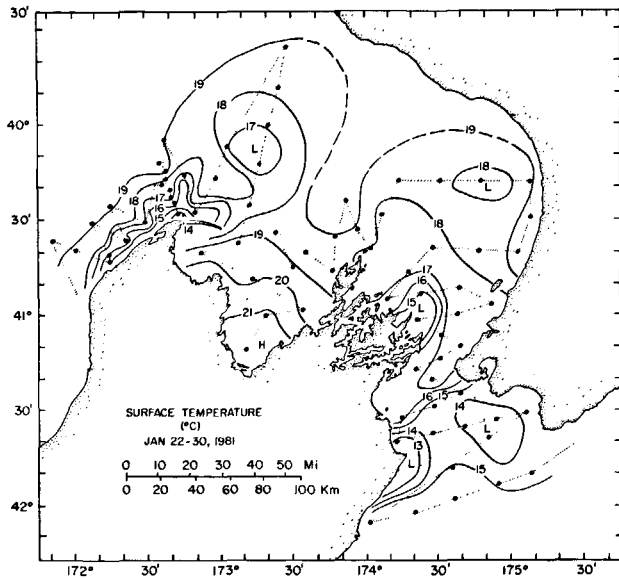 30'
40°
30'
41°
30'
42°
19
18
17
L
19
18
L
19
18
17
16
15
14
19
20
21
H
18
17
16
15
L
16
15
14
L
14
13
L
15
SURFACE TEMPERATURE
(°C)
JAN 22-30, 1981
0 10 20 30 40 50 Mi
0 20 40 60 80 100 Km
172° 30' 173° 30' 174° 30' 175° 30'